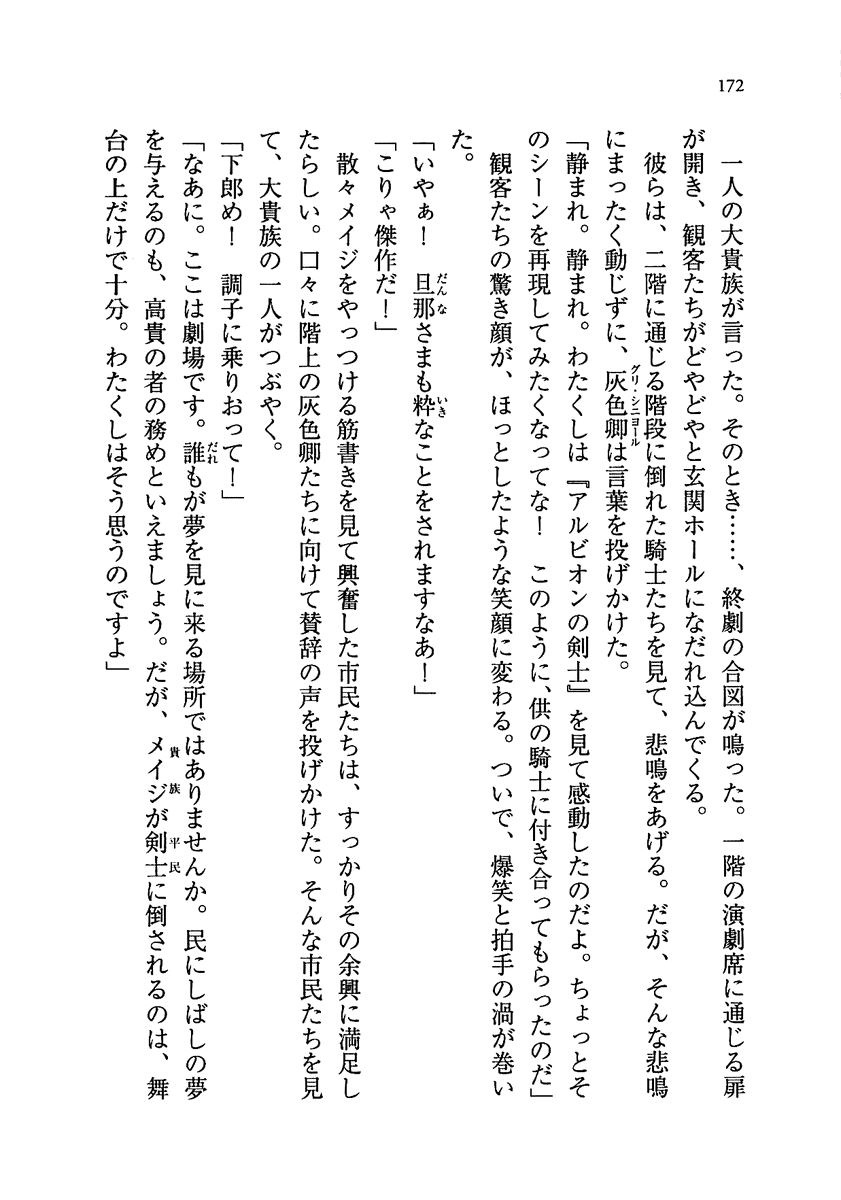 172
一人の大貴族が言った。そのとき……、終劇の合図が鳴った。一階の演劇席に通じる扉
が開き、観客たちがどやどやと玄関ホールになだれ込んでくる。
彼らは、二階に通じる階段に倒れた騎士たちを見て、悲鳴をあげる。だが、そんな悲鳴
にまったく動じずに、灰色卿グリ・シニヨールは言葉を投げかけた。
「静まれ。静まれ。わたくしは『アルビオンの剣士』を見て感動したのだよ。ちょっとそ
のシーンを再現してみたくなってな！　このように、供の騎士に付き合ってもらったのだ」
観客たちの驚き顔が、ほっとしたような笑顔に変わる。ついで、爆笑と拍手の渦が巻い
た。
「いやぁ！　旦那だんなさまも粋いきなことをされますなあ！」
「こりゃ傑作だ！」
散々メイジをやっつける筋書きを見て興奮した市民たちは、すっかりその余興に満足し
たらしい。口々に階上の灰色卿たちに向けて賛辞の声を投げかけた。そんな市民たちを見
て、大貴族の一人がつぶやく。
「下郎め！　調子に乗りおって！」
「なあに。ここは劇場です。誰だれもが夢を見に来る場所ではありませんか。民にしばしの夢
を与えるのも、高貴の者の務めといえましょう。だが、メイジ貴族が剣士平民に倒されるのは、舞
台の上だけで十分。わたくしはそう思うのですよ」